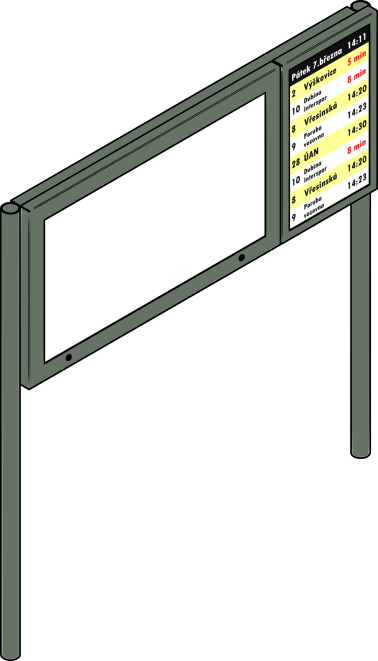 Pátek 7.března 14:11
2 Výškovice 5 min
10 Dubina Interspar 8 min
8 Vřesinská 14:20
9 Poruba vozovna 14:23
28 ÚAN 14:30
10 Dubina Interspar 8 min
8 Vřesinská 14:20
9 Poruba vozovna 14:23